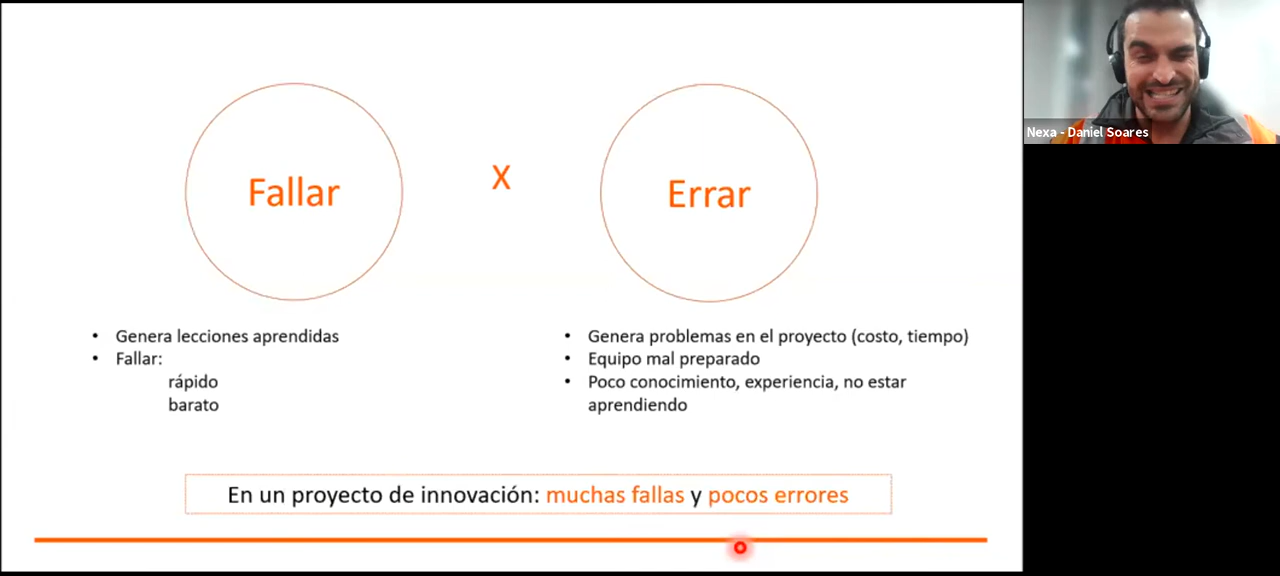 Nexa - Daniel Soares
Fallar
X
Errar
• Genera lecciones aprendidas
• Fallar:
rápido
barato
• Genera problemas en el proyecto (costo, tiempo)
• Equipo mal preparado
• Poco conocimiento, experiencia, no estar
aprendiendo
En un proyecto de innovación: muchas fallas y pocos errores